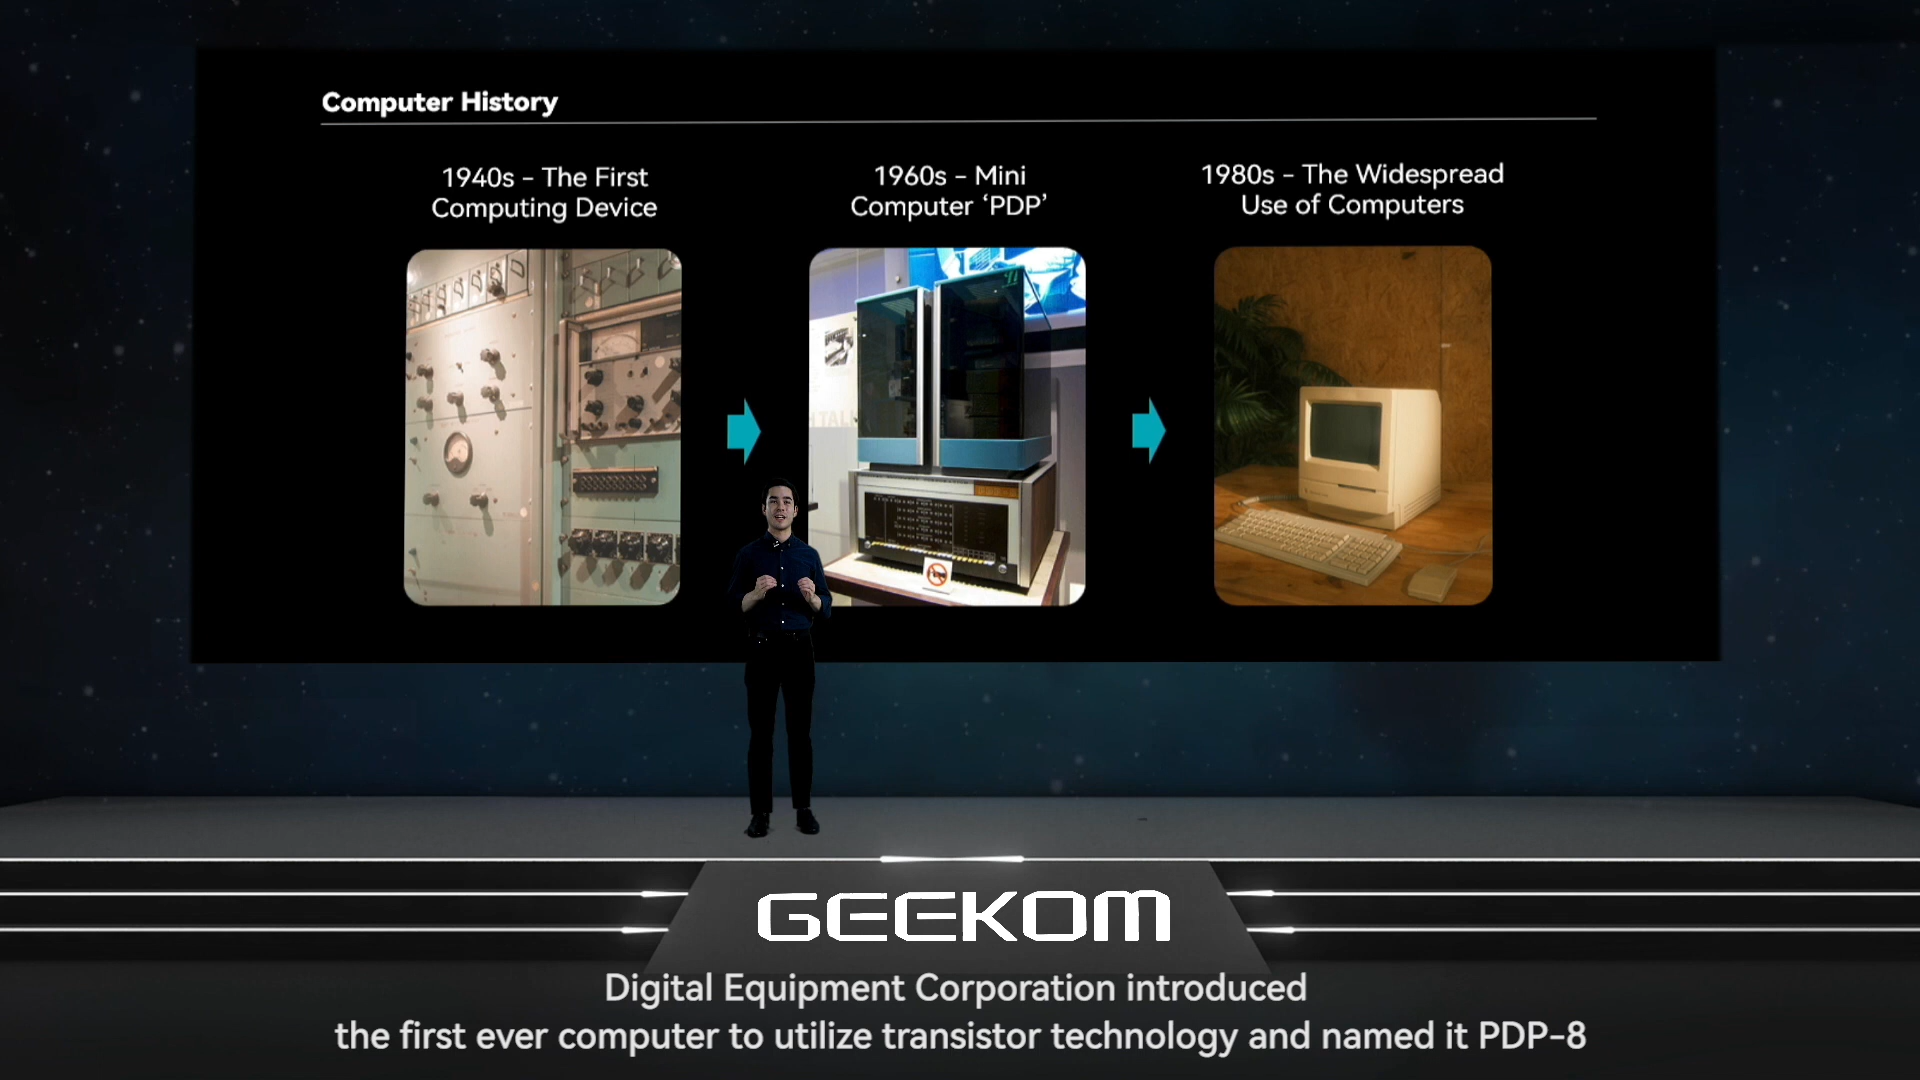 Computer History
1940s – The First
Computing Device
1960s – Mini
Computer ‘PDP’
1980s – The Widespread
Use of Computers
GEEKOM
Digital Equipment Corporation introduced
the first ever computer to utilize transistor technology and named it PDP-8